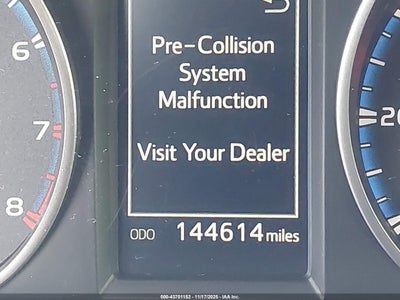 Pre-Collision
6
System
Malfunction
7
20
Visit Your Dealer
8
ODO 144614 miles
000-43751152 - 11/17/2025 - IAA Inc.